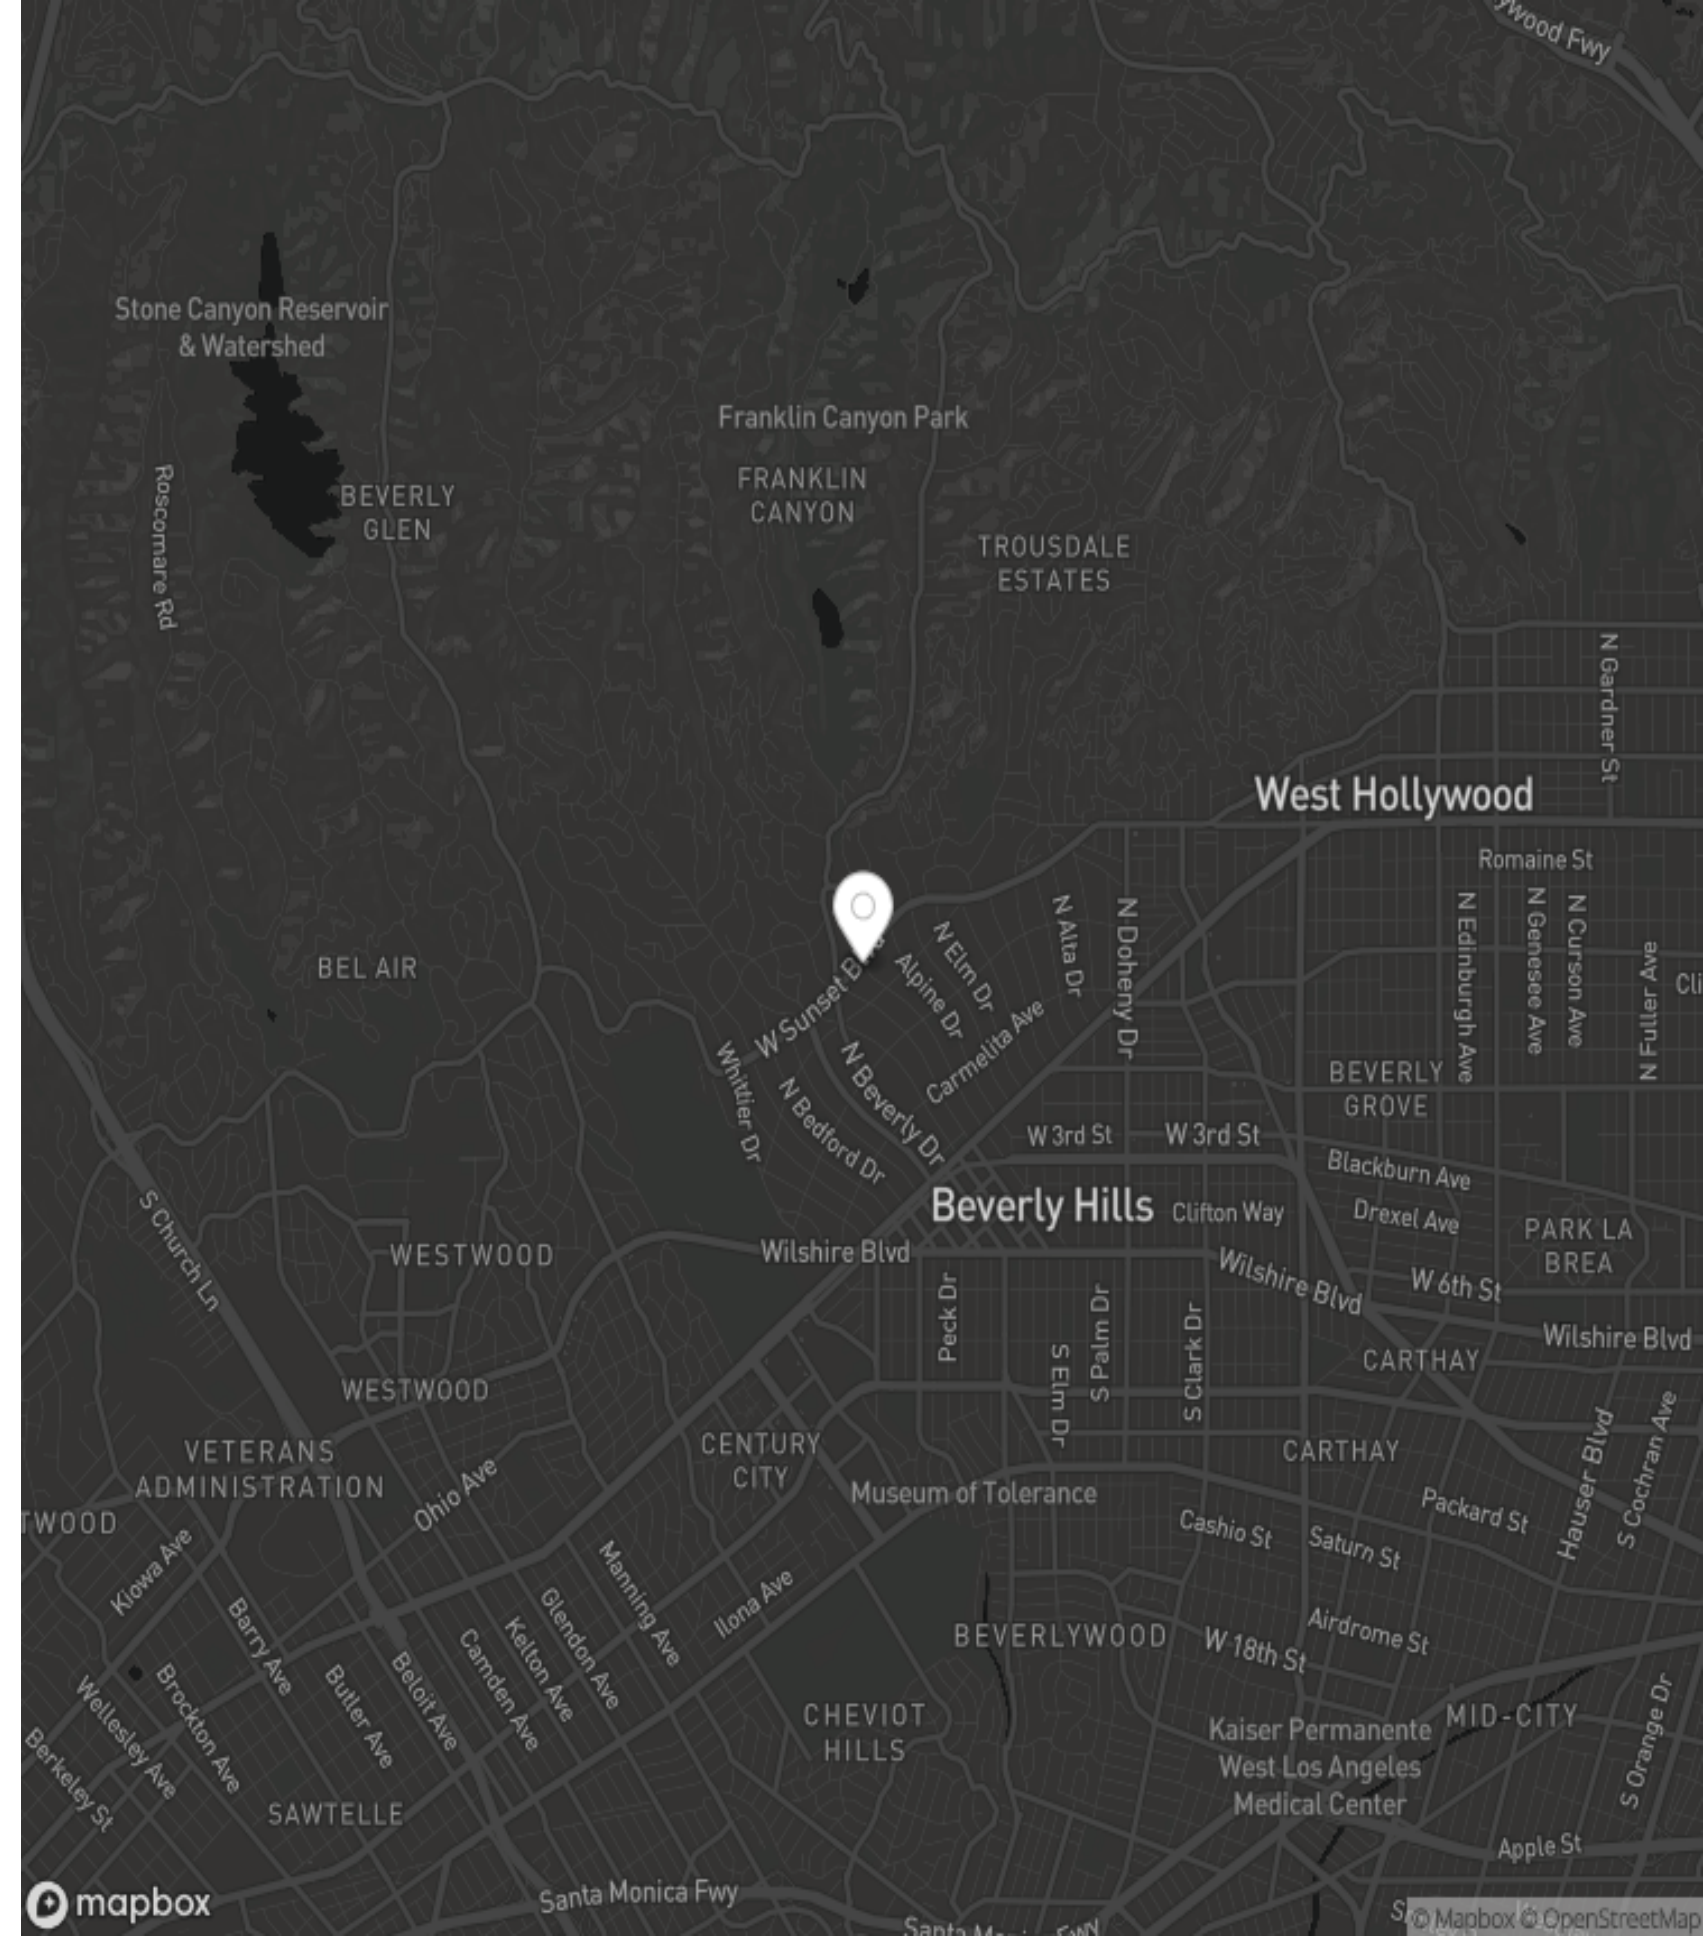 ywood Fwy
Stone Canyon Reservoir
& Watershed
Franklin Canyon Park
FRANKLIN
CANYON
Roscomare Rd
BEVERLY
GLEN
TROUSDALE
ESTATES
N Gardner St
West Hollywood
Romaine St
BEL AIR
W Sunset B
Alpine Dr
N Elm Dr
N Alta Dr
N Doheny Dr
N Edinburgh Ave
N Genesee Ave
N Curson Ave
N Fuller Ave
Cli
Carmelita Ave
Whittier Dr
N Bedford Dr
N Beverly Dr
BEVERLY
GROVE
W 3rd St
W 3rd St
Blackburn Ave
Beverly Hills
Clifton Way
Drexel Ave
PARK LA
BREA
S Church Ln
WESTWOOD
Wilshire Blvd
Wilshire Blvd
W 6th St
Wilshire Blvd
Peck Dr
S Elm Dr
S Palm Dr
S Clark Dr
CARTHAY
WESTWOOD
VETERANS
ADMINISTRATION
CENTURY
CITY
CARTHAY
Hauser Blvd
S Cochran Ave
Ohio Ave
Museum of Tolerance
Packard St
TWOOD
Cashio St
Saturn St
Kiowa Ave
Manning Ave
Ilona Ave
Barry Ave
Glendon Ave
Kelton Ave
Camden Ave
BEVERLYWOOD
W 18th St
Airdrome St
Wellesley Ave
Brockton Ave
Butler Ave
Beloit Ave
Berkeley St
CHEVIOT
HILLS
MID-CITY
S Orange Dr
Kaiser Permanente
West Los Angeles
Medical Center
SAWTELLE
Apple St
Santa Monica Fwy
mapbox
© Mapbox © OpenStreetMap